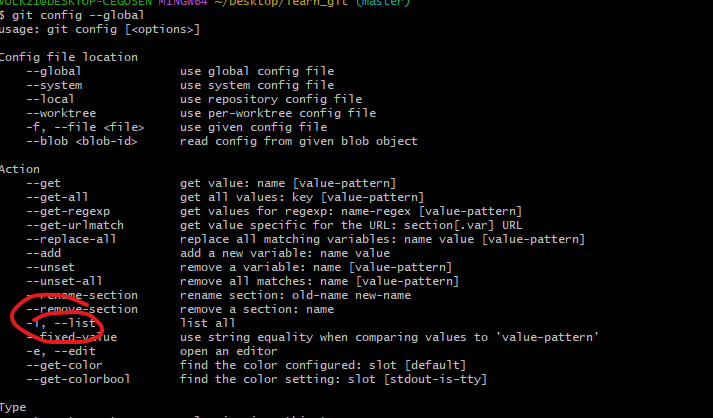 VOLK21@DESKTOP-CEGOSEN MINGW64 ~/Desktop/learn_git (master)
$ git config --global
usage: git config [<options>]
Config file location
--global use global config file
--system use system config file
--local use repository config file
--worktree use per-worktree config file
-f, --file <file> use given config file
--blob <blob-id> read config from given blob object
Action
--get get value: name [value-pattern]
--get-all get all values: key [value-pattern]
--get-regexp get values for regexp: name-regex [value-pattern]
--get-urlmatch get value specific for the URL: section[.var] URL
--replace-all replace all matching variables: name value [value-pattern]
--add add a new variable: name value
--unset remove a variable: name [value-pattern]
--unset-all remove all matches: name [value-pattern]
--rename-section rename section: old-name new-name
--remove-section remove a section: name
-l, --list list all
--fixed-value use string equality when comparing values to 'value-pattern'
-e, --edit open an editor
--get-color find the color configured: slot [default]
--get-colorbool find the color setting: slot [stdout-is-tty]
Type